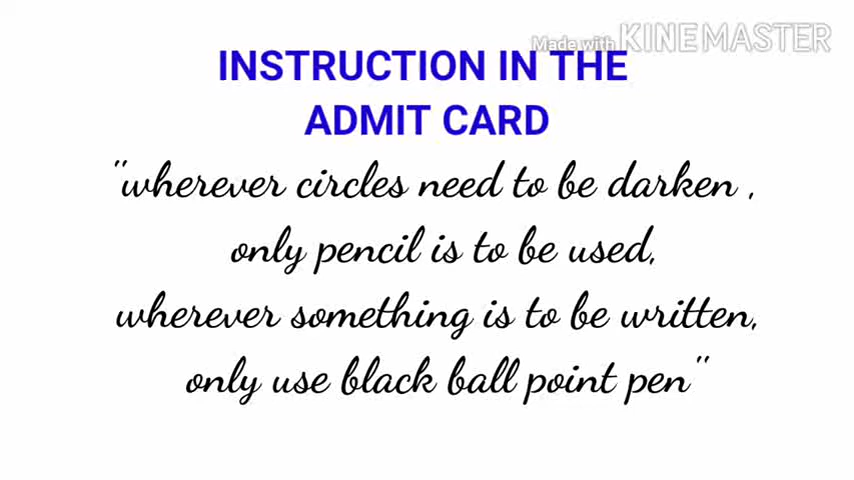 Made with KINEMASTER
INSTRUCTION IN THE
ADMIT CARD
"wherever circles need to be darken ,
only pencil is to be used,
wherever something is to be written,
only use black ball point pen"